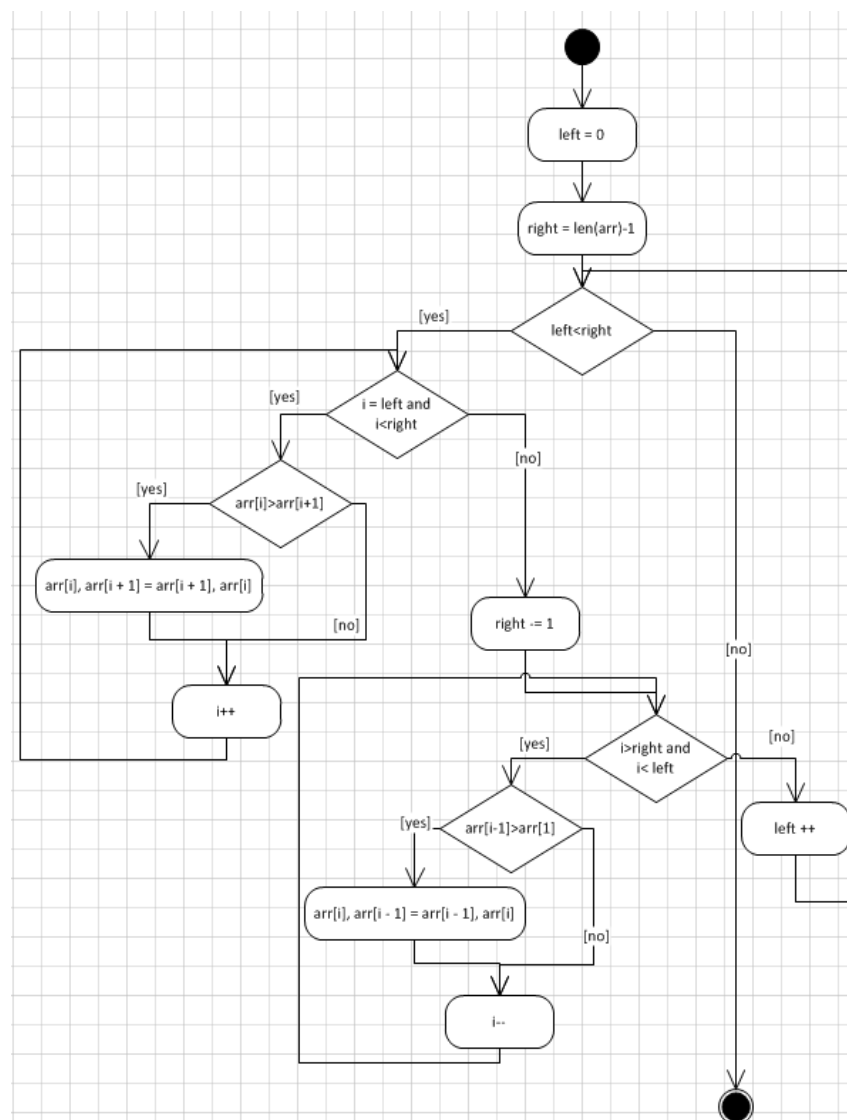 left = 0
right = len(arr)-1
left<right
[yes]
i = left and
i<right
[yes]
[no]
arr[i]>arr[i+1]
[yes]
arr[i], arr[i + 1] = arr[i + 1], arr[i]
[no]
right -= 1
[no]
i++
i>right and
i< left
[yes]
[no]
arr[i-1]>arr[1]
[yes]
left ++
arr[i], arr[i - 1] = arr[i - 1], arr[i]
[no]
i--